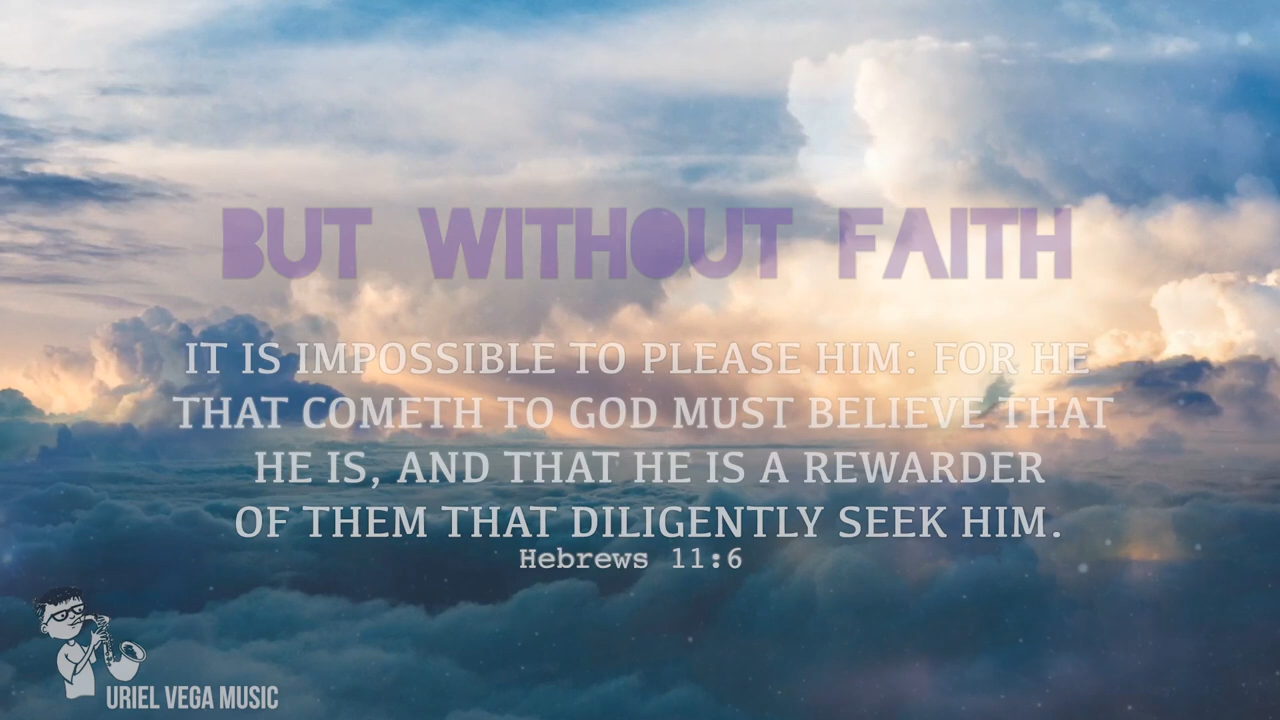 BUT WITHOUT FAITH
IT IS IMPOSSIBLE TO PLEASE HIM: FOR HE
THAT COMETH TO GOD MUST BELIEVE THAT
HE IS, AND THAT HE IS A REWARDER
OF THEM THAT DILIGENTLY SEEK HIM.
Hebrews 11:6
URIEL VEGA MUSIC